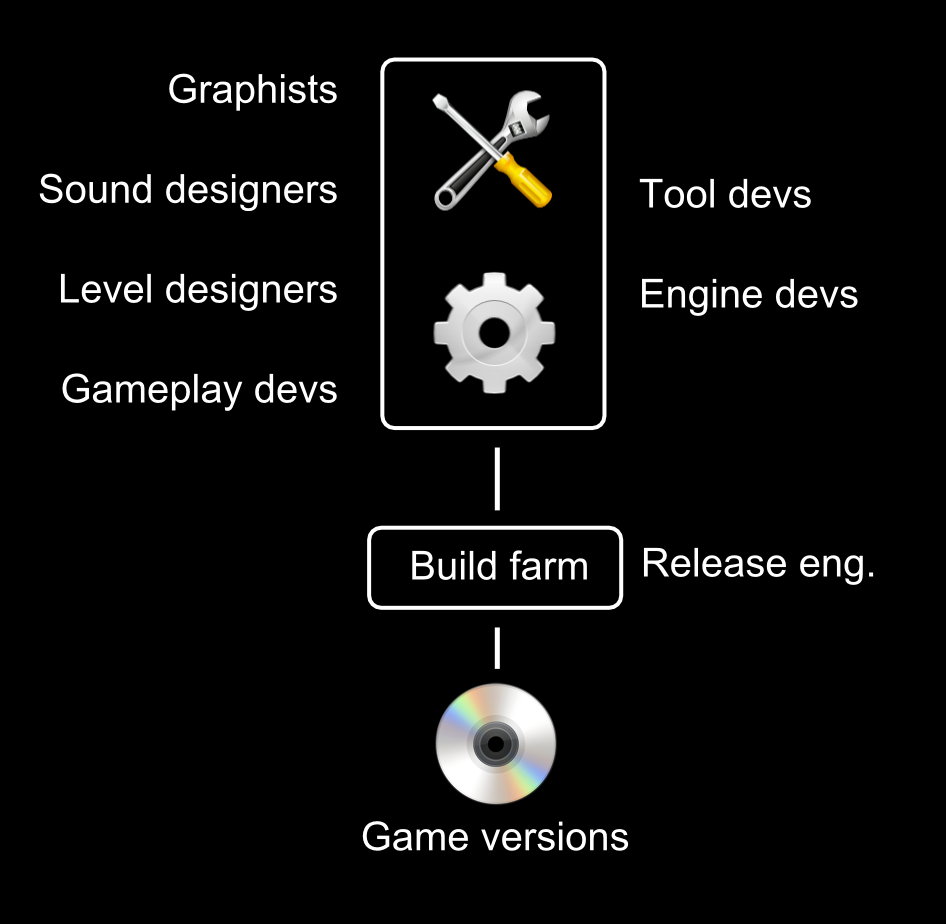 Graphists
Sound designers
Level designers
Gameplay devs
Tool devs
Engine devs
Build farm
Release eng.
Game versions